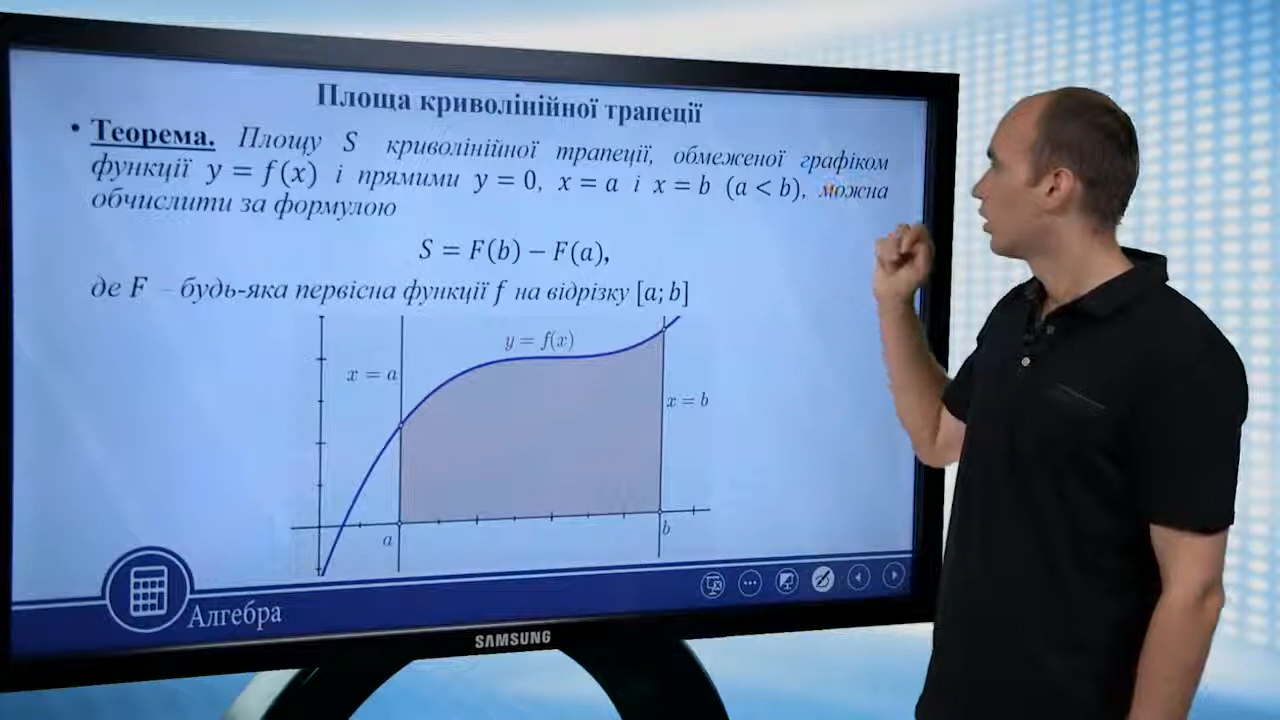 Площа криволінійної трапеції
• Теорема. Площу S криволінійної трапеції, обмеженої графіком
функції y = f(x) і прямими y = 0, x = a і x = b (a < b), можна
обчислити за формулою
S = F(b) − F(a),
де F – будь-яка первісна функції f на відрізку [a; b]
y = f(x)
x = a
x = b
a
b
Алгебра
SAMSUNG